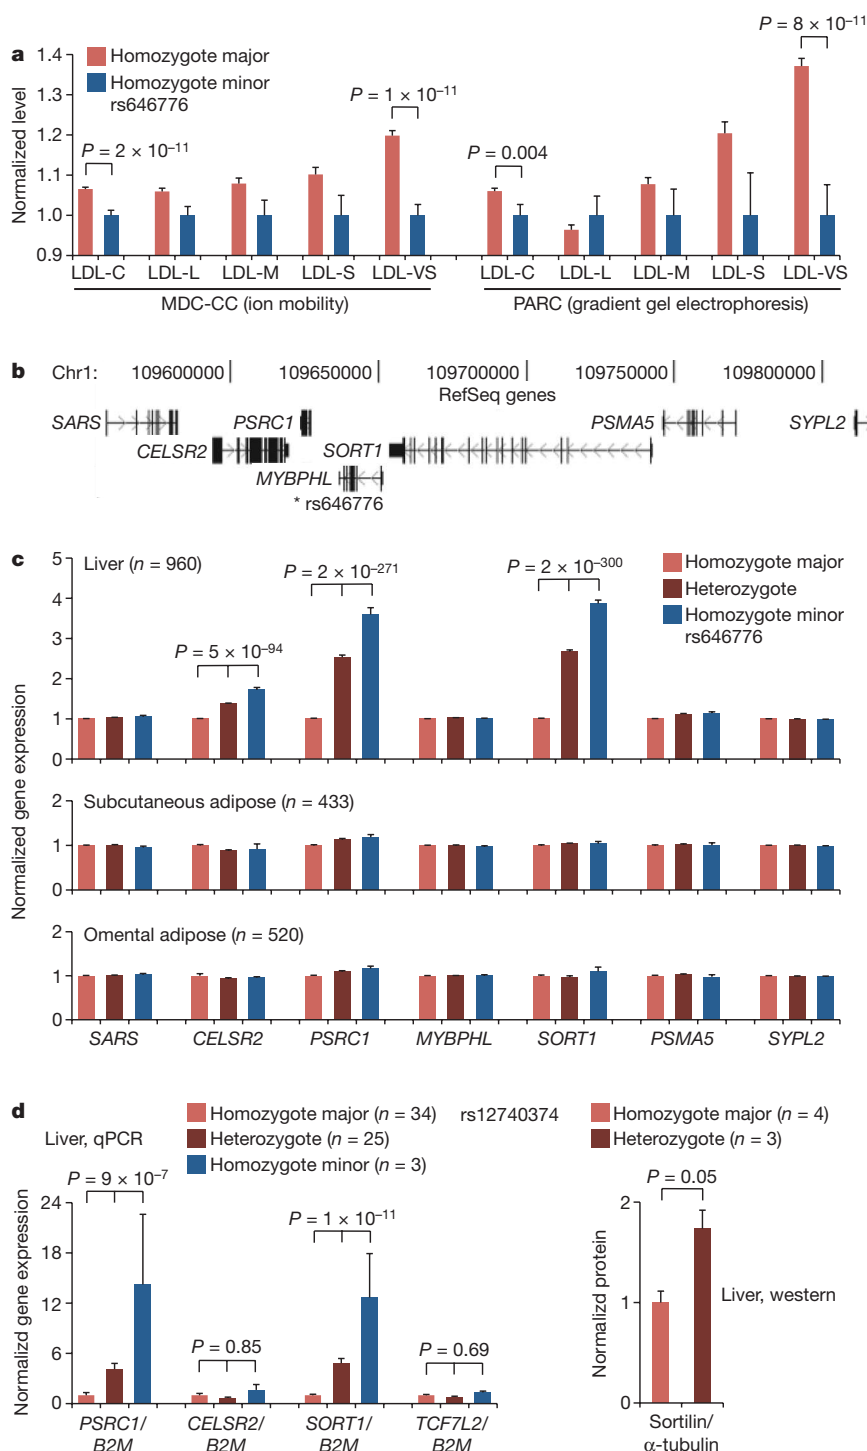 a
Homozygote major
Homozygote minor
rs646776
Normalized level
1.4
1.3
1.2
1.1
1.0
0.9
P = 2 × 10⁻¹¹
P = 1 × 10⁻¹¹
P = 0.004
P = 8 × 10⁻¹¹
LDL-C LDL-L LDL-M LDL-S LDL-VS LDL-C LDL-L LDL-M LDL-S LDL-VS
MDC-CC (ion mobility) PARC (gradient gel electrophoresis)
b
Chr1: 109600000 109650000 109700000 109750000 109800000
RefSeq genes
SARS PSRC1 PSMA5 SYPL2
CELSR2 SORT1
MYBPHL
* rs646776
c
Normalized gene expression
Liver (n = 960)
5
4
3
2
1
0
P = 5 × 10⁻⁹⁴
P = 2 × 10⁻²⁷¹
P = 2 × 10⁻³⁰⁰
Homozygote major
Heterozygote
Homozygote minor
rs646776
Subcutaneous adipose (n = 433)
2
1
0
Omental adipose (n = 520)
2
1
0
SARS CELSR2 PSRC1 MYBPHL SORT1 PSMA5 SYPL2
d
Homozygote major (n = 34) rs12740374
Heterozygote (n = 25)
Homozygote minor (n = 3)
Liver, qPCR
Normalizd gene expression
24
18
12
6
0
P = 9 × 10⁻⁷
P = 0.85
P = 1 × 10⁻¹¹
P = 0.69
PSRC1/ CELSR2/ SORT1/ TCF7L2/
B2M B2M B2M B2M
Homozygote major (n = 4)
Heterozygote (n = 3)
P = 0.05
Normalizd protein
2
1
0
Liver, western
Sortilin/
α-tubulin